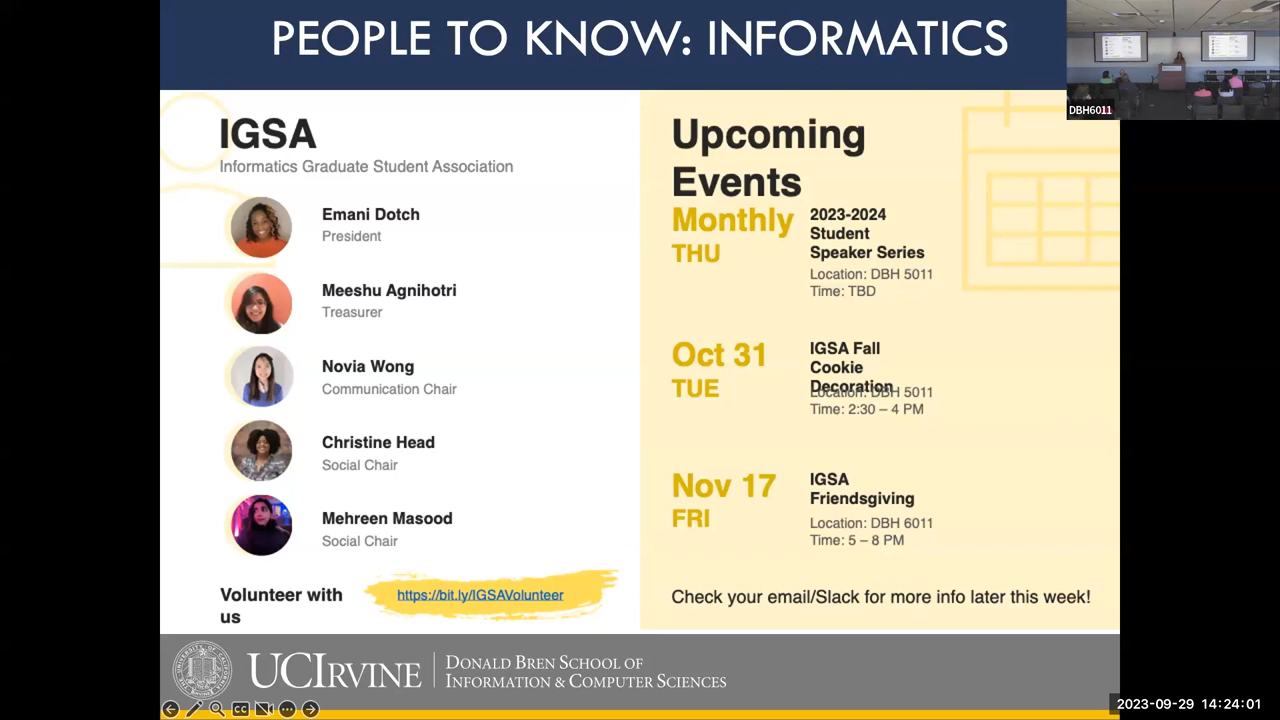 PEOPLE TO KNOW: INFORMATICS
DBH6011
IGSA
Informatics Graduate Student Association
Emani Dotch
President
Meeshu Agnihotri
Treasurer
Novia Wong
Communication Chair
Christine Head
Social Chair
Mehreen Masood
Social Chair
Volunteer with
us
https://bit.ly/IGSAVolunteer
Upcoming
Events
Monthly
THU
2023-2024
Student
Speaker Series
Location: DBH 5011
Time: TBD
Oct 31
TUE
IGSA Fall
Cookie
Decoration
Location: DBH 5011
Time: 2:30 – 4 PM
Nov 17
FRI
IGSA
Friendsgiving
Location: DBH 6011
Time: 5 – 8 PM
Check your email/Slack for more info later this week!
UCIRVINE
DONALD BREN SCHOOL OF
INFORMATION & COMPUTER SCIENCES
CC
2023-09-29 14:24:01